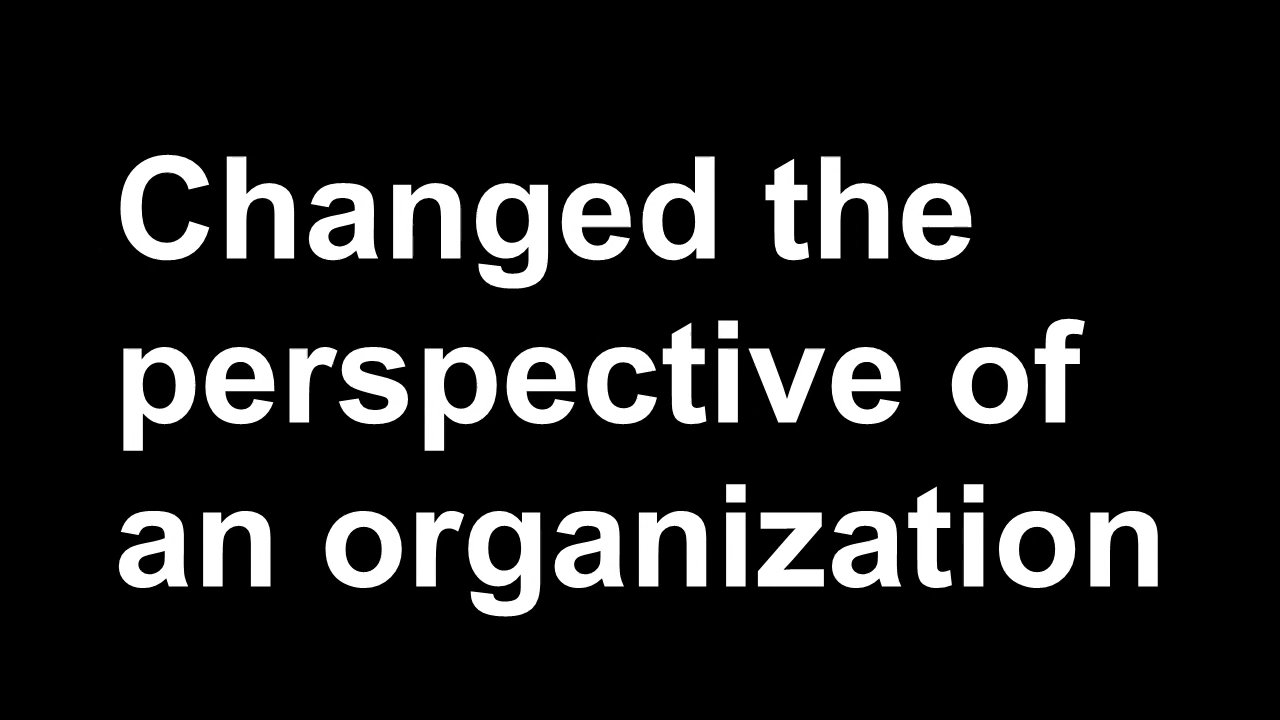 Changed the
perspective of
an organization